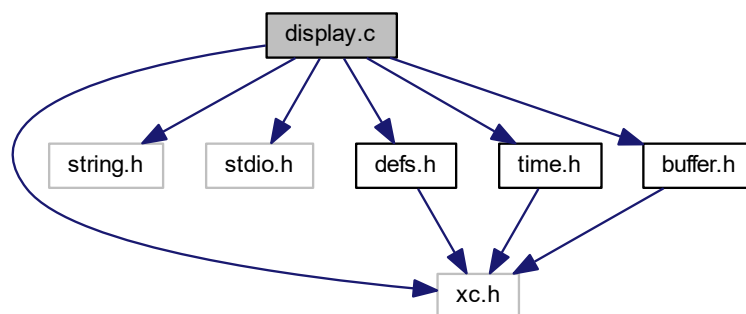 display.c
string.h
stdio.h
defs.h
time.h
buffer.h
xc.h